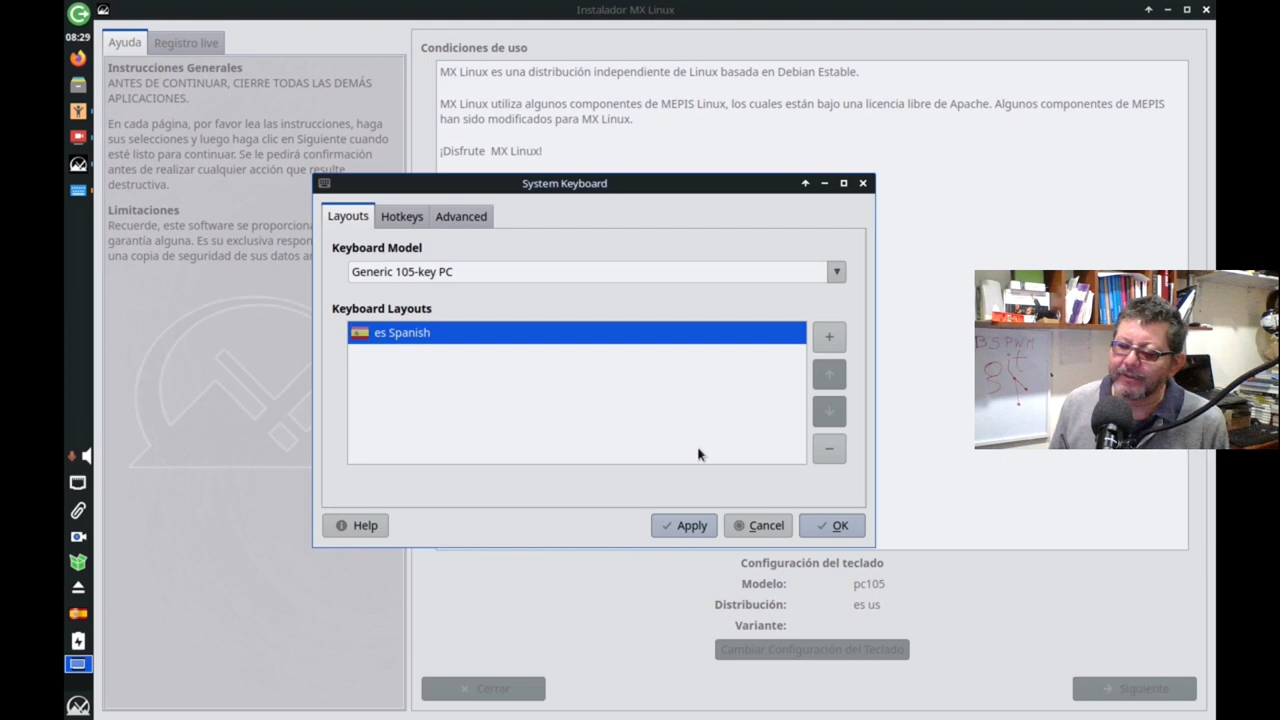 Instalador MX Linux
08:29
Ayuda
Registro live
Instrucciones Generales
ANTES DE CONTINUAR, CIERRE TODAS LAS DEMÁS
APLICACIONES.
En cada página, por favor lea las instrucciones, haga
sus selecciones y luego haga clic en Siguiente cuando
esté listo para continuar. Se le pedirá confirmación
antes de realizar cualquier acción que resulte
destructiva.
Limitaciones
Recuerde, este software se proporciona
garantía alguna. Es su exclusiva respon
una copia de seguridad de sus datos a
Condiciones de uso
MX Linux es una distribución independiente de Linux basada en Debian Estable.
MX Linux utiliza algunos componentes de MEPIS Linux, los cuales están bajo una licencia libre de Apache. Algunos componentes de MEPIS
han sido modificados para MX Linux.
¡Disfrute MX Linux!
System Keyboard
Layouts
Hotkeys
Advanced
Keyboard Model
Generic 105-key PC
Keyboard Layouts
es Spanish
Help
Apply
Cancel
OK
Configuración del teclado
Modelo: pc105
Distribución: es us
Variante:
Cambiar Configuración del Teclado
Cerrar
Siguiente
BSPWM
git